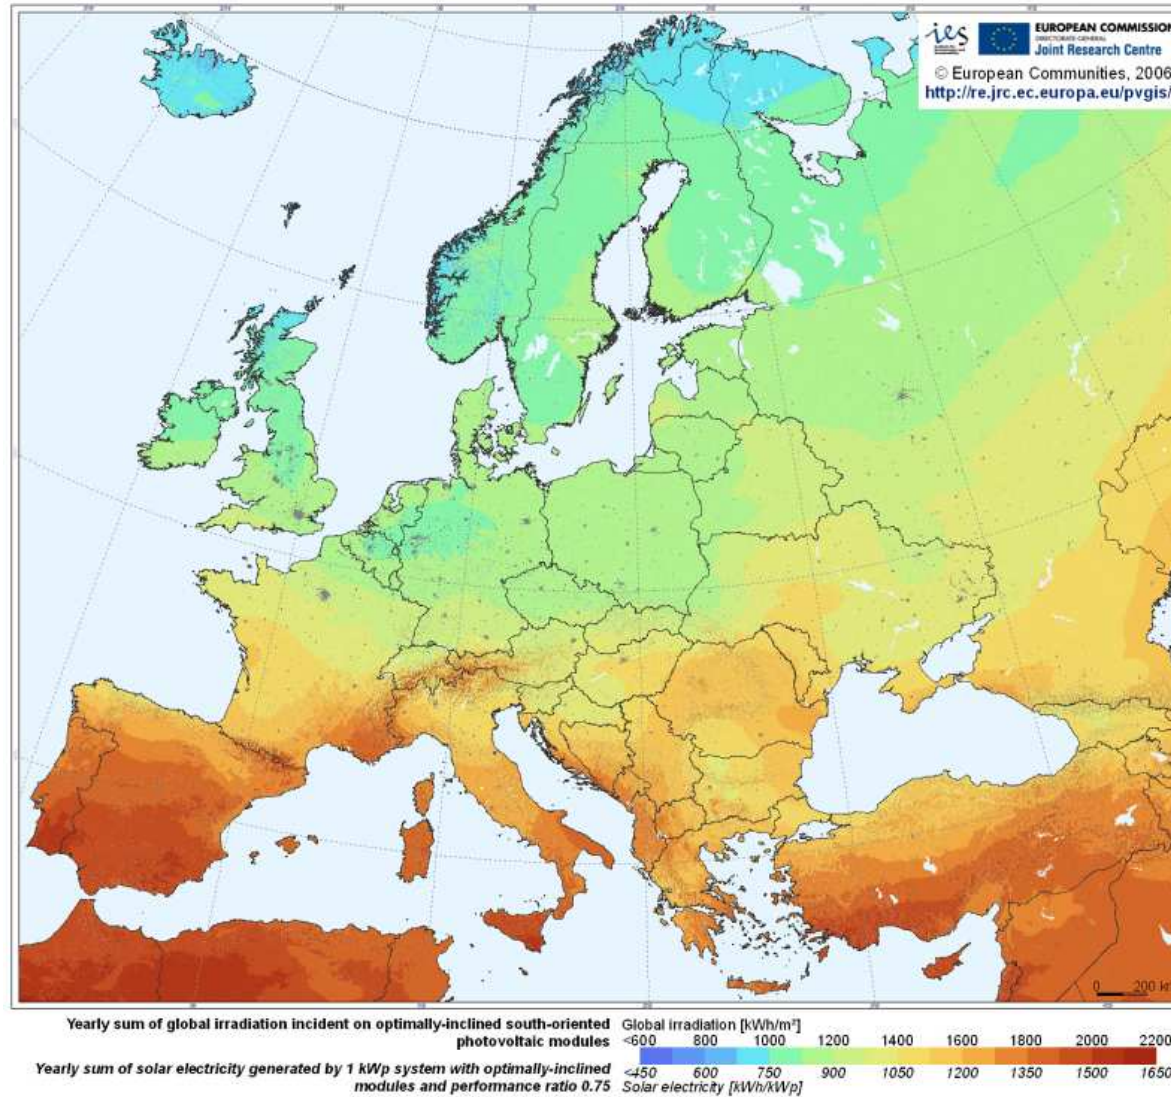 ies
EUROPEAN COMMISSION
DIRECTORATE-GENERAL
Joint Research Centre
© European Communities, 2006
http://re.jrc.ec.europa.eu/pvgis/
0 200 k
Yearly sum of global irradiation incident on optimally-inclined south-oriented
photovoltaic modules
Yearly sum of solar electricity generated by 1 kWp system with optimally-inclined
modules and performance ratio 0.75
Global irradiation [kWh/m²]
<600 800 1000 1200 1400 1600 1800 2000 2200
<450 600 750 900 1050 1200 1350 1500 1650
Solar electricity [kWh/kWp]